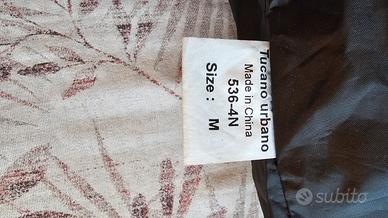 Tucano urbano
Made in China
536-4N
Size : M
subito